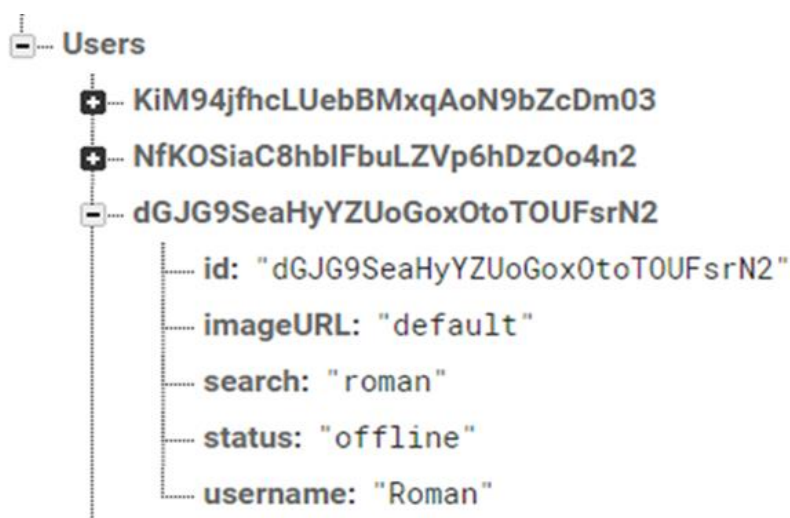 Users
KiM94jfhcLUebBMxqAoN9bZcDm03
NfKOSiaC8hbIFbuLZVp6hDzOo4n2
dGJG9SeaHyYZUoGoxOtoTOUFsrN2
id: "dGJG9SeaHyYZUoGoxOtoTOUFsrN2"
imageURL: "default"
search: "roman"
status: "offline"
username: "Roman"